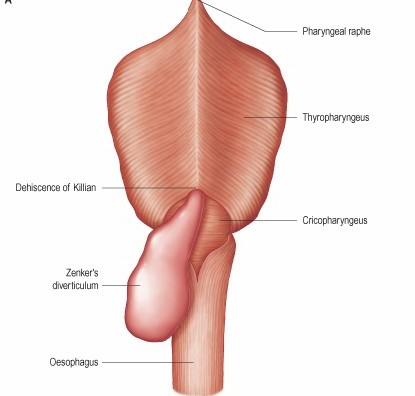 A
Pharyngeal raphe
Thyropharyngeus
Dehiscence of Killian
Cricopharyngeus
Zenker's
diverticulum
Oesophagus